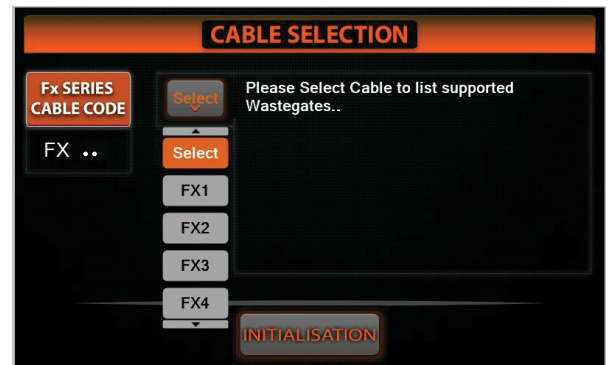 CABLE SELECTION
Fx SERIES
CABLE CODE
FX ..
Select
Please Select Cable to list supported
Wastegates..
Select
FX1
FX2
FX3
FX4
INITIALISATION